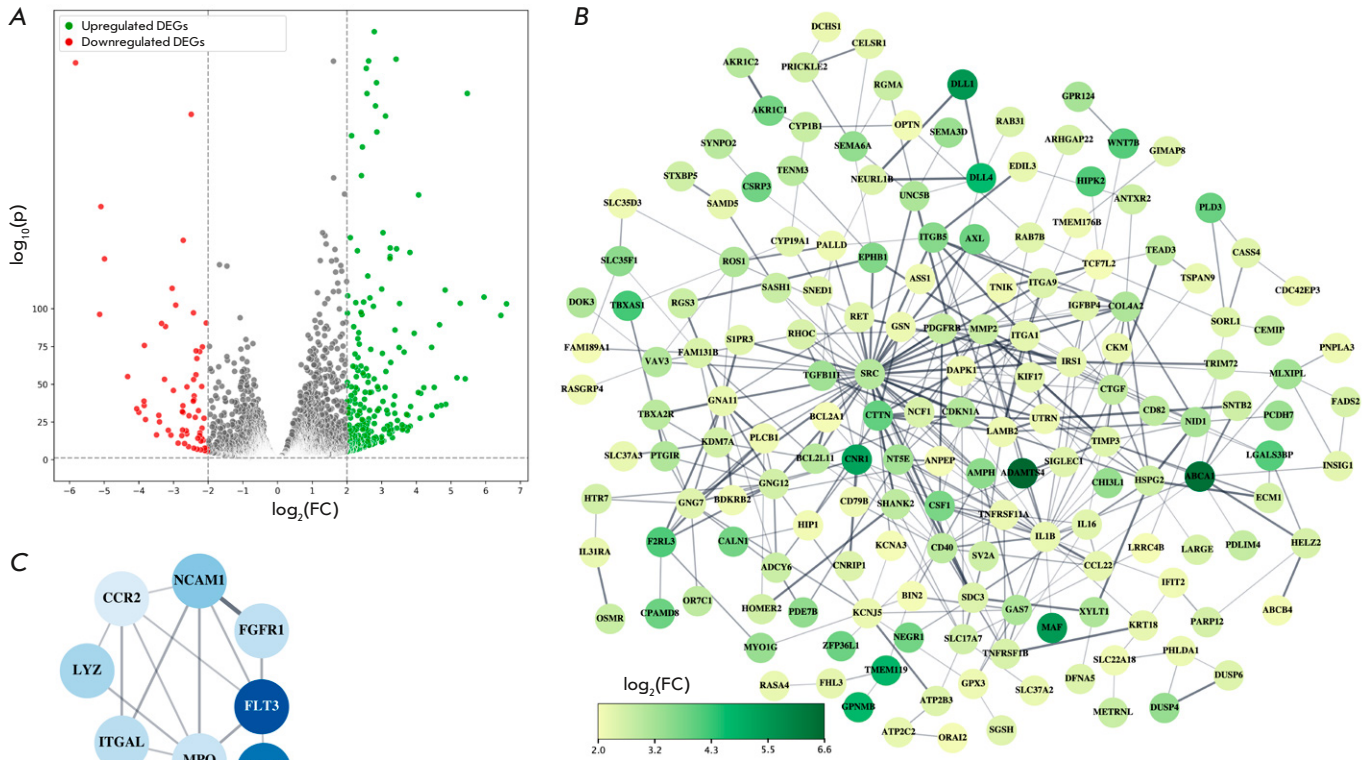 A
Upregulated DEGs
Downregulated DEGs
log10(p)
100
75
50
25
0
−6
−5
−4
−3
−2
−1
0
1
2
3
4
5
6
7
log2(FC)
B
DCHS1
CELSR1
PRICKLE2
AKR1C2
RGMA
DLL1
GPR124
AKR1C1
CYP1B1
OPTN
RAB31
SEMA3D
ARHGAP22
WNT7B
GIMAP8
SYNPO2
SEMA6A
EDIL3
STXBP5
TENM3
NEURL1B
DLL4
HIPK2
CSRP3
UNC5B
ANTXR2
SLC35D3
SAMD5
PLD3
TMEM176B
CYP19A1
PALLD
ITGB5
AXL
RAB7B
TEAD3
CASS4
SLC35F1
ROS1
EPHB1
TCF7L2
TSPAN9
ASS1
SASH1
SNED1
TNIK
ITGA9
CDC42EP3
DOK3
TBXAS1
RGS3
IGFBP4
COL4A2
RET
GSN
PDGFRB
MMP2
ITGA1
SORL1
CEMIP
S1PR3
RHOC
FAM189A1
VAV3
FAM131B
CKM
PNPLA3
IRS1
TRIM72
RASGRP4
TGFB1I1
SRC
DAPK1
KIF17
MLXIPL
CTGF
GNA11
FADS2
TBXA2R
BCL2A1
CTTN
NCF1
CDKN1A
UTRN
CD82
SNTB2
PCDH7
NID1
LAMB2
KDM7A
PLCB1
TIMP3
SLC37A3
PTGIR
BCL2L11
CNR1
NT5E
ANPEP
SIGLEC1
LGALS3BP
INSIG1
AMPH
ADAMTS4
CHI3L1
HSPG2
ABCA1
GNG12
HTR7
GNG7
BDKRB2
CD79B
SHANK2
CSF1
ECM1
TNFRSF11A
HIP1
IL16
IL1B
F2RL3
CALN1
KCNA3
CD40
LRRC4B
LARGE
PDLIM4
HELZ2
IL31RA
SV2A
CNRIP1
CCL22
ADCY6
IFIT2
BIN2
SDC3
OR7C1
HOMER2
PDE7B
KCNJ5
GAS7
XYLT1
ABCB4
OSMR
CPAMD8
PARP12
MAF
KRT18
NEGR1
SLC17A7
MYO1G
ZFP36L1
TNFRSF1B
SLC22A18
PHLDA1
TMEM119
DUSP6
RASA4
FHL3
GPX3
SLC37A2
DFNA5
ATP2B3
GPNMB
DUSP4
METRNL
SGSH
ATP2C2
ORAI2
log2(FC)
2.0
3.2
4.3
5.5
6.6
C
NCAM1
CCR2
FGFR1
LYZ
FLT3
ITGAL
MPO